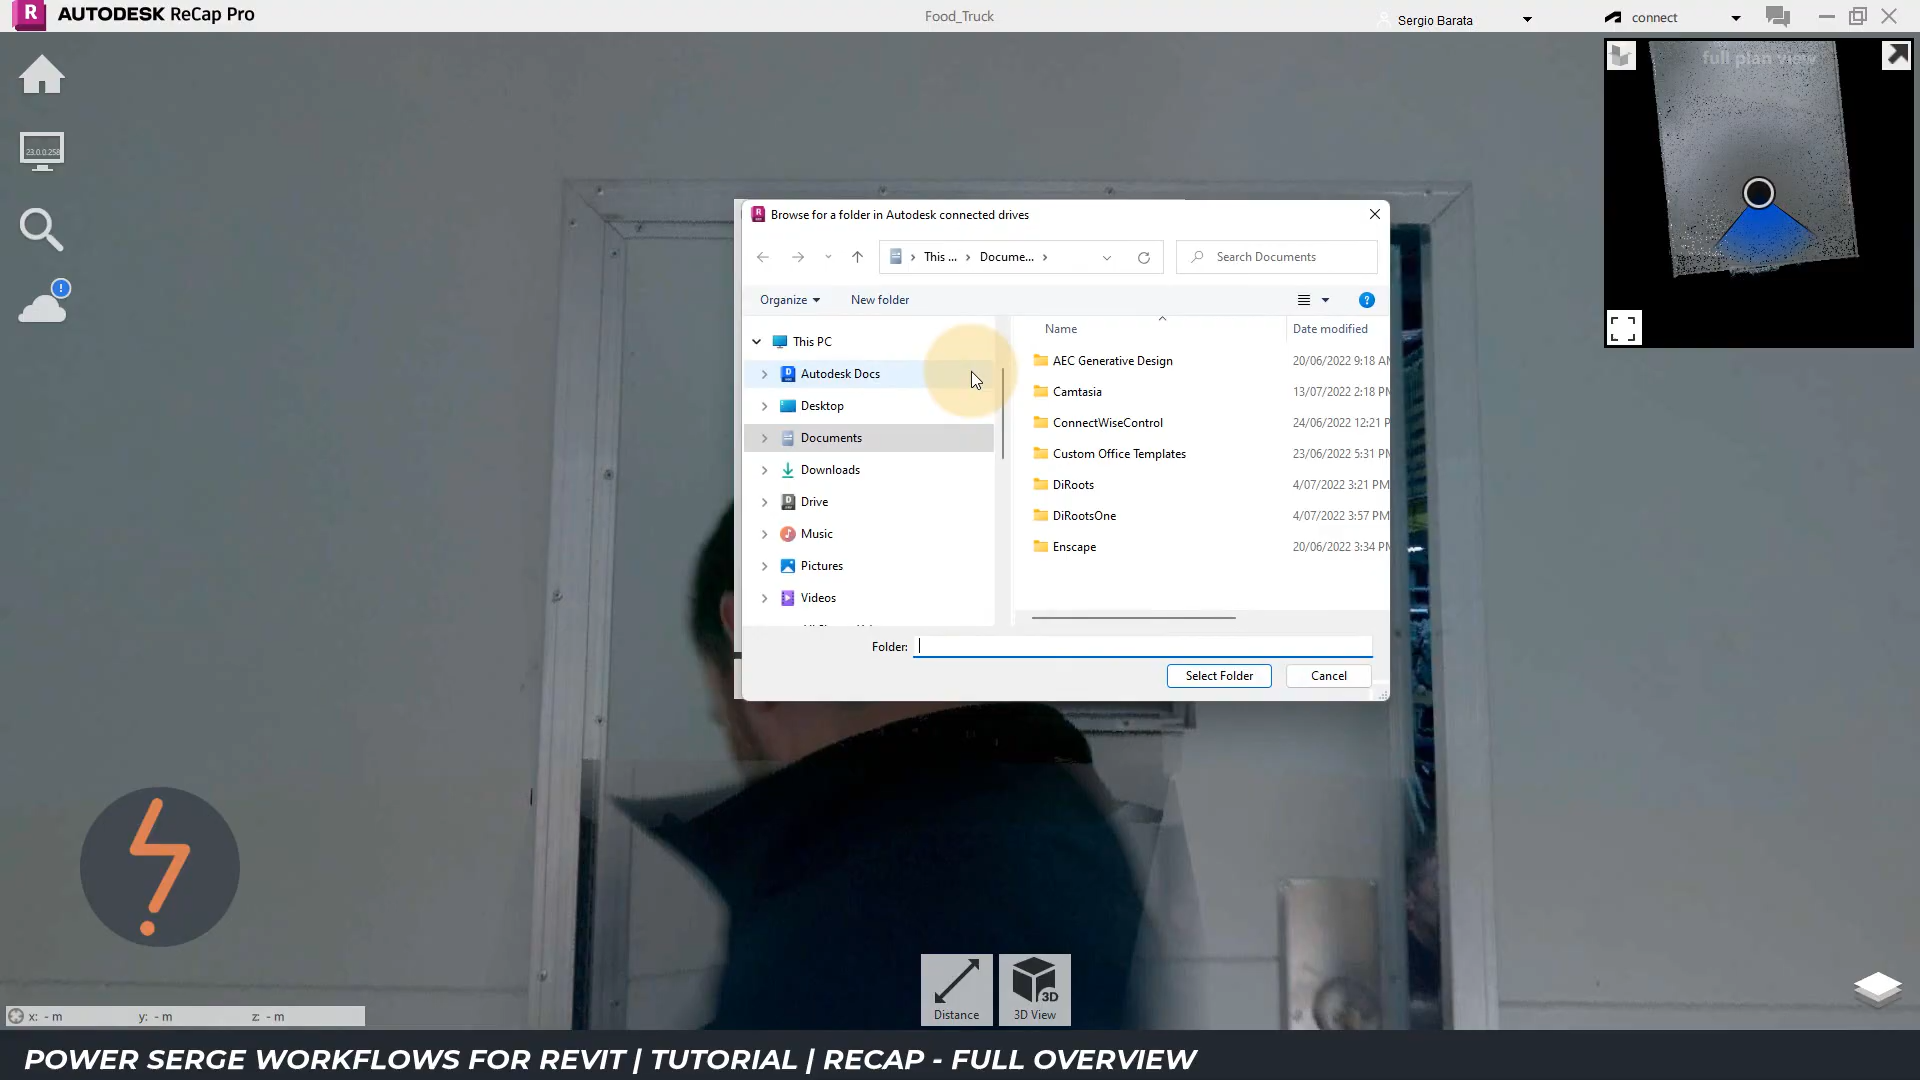 R AUTODESK ReCap Pro
Food_Truck
Sergio Barata
connect
23.0.0.258
full plan view
R Browse for a folder in Autodesk connected drives
This ... > Docume... >
Search Documents
Organize
New folder
?
This PC
Autodesk Docs
Desktop
Documents
Downloads
Drive
Music
Pictures
Videos
Name
Date modified
AEC Generative Design 20/06/2022 9:18 AM
Camtasia 13/07/2022 2:18 PM
ConnectWiseControl 24/06/2022 12:21 P
Custom Office Templates 23/06/2022 5:31 PM
DiRoots 4/07/2022 3:21 PM
DiRootsOne 4/07/2022 3:57 PM
Enscape 20/06/2022 3:34 PM
Folder:
Select Folder
Cancel
Distance
3D
3D View
x: - m y: - m z: - m
POWER SERGE WORKFLOWS FOR REVIT | TUTORIAL | RECAP - FULL OVERVIEW